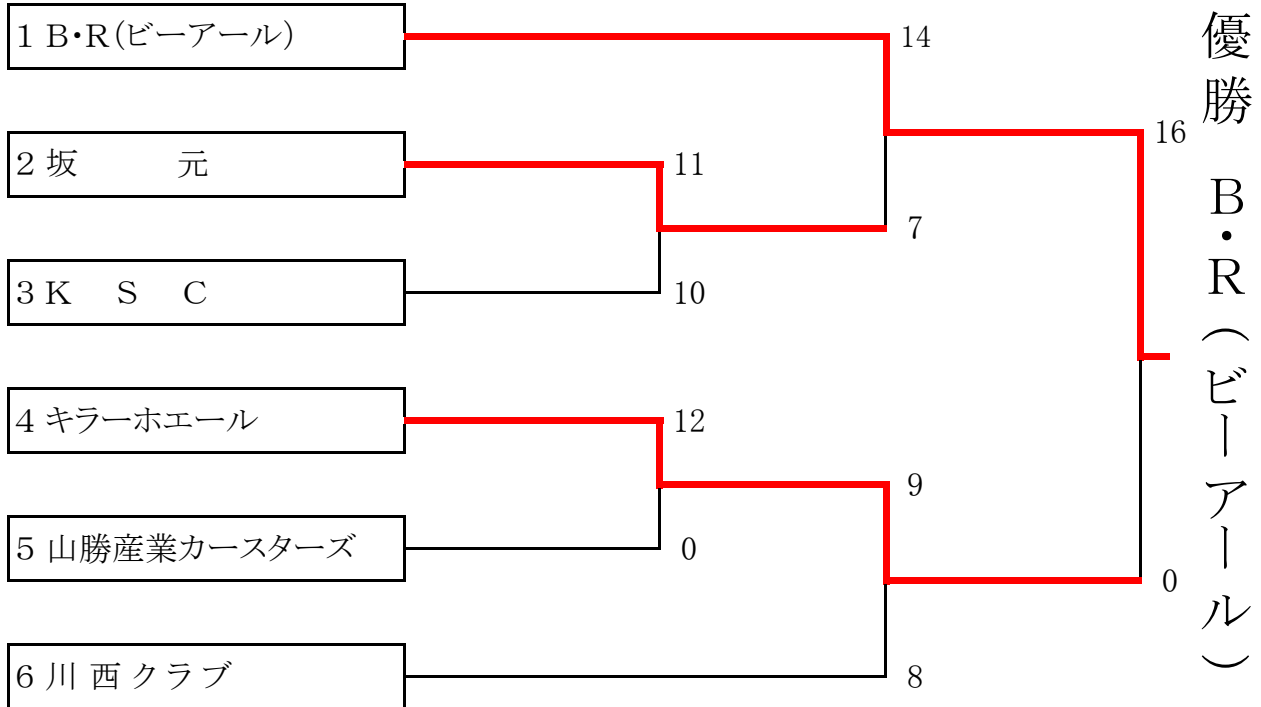 1 B・R(ビーアール)
14
優勝 B・R(ビーアール)
16
2 坂 元
11
7
3 K S C
10
4 キラーホエール
12
9
5 山勝産業カースターズ
0
0
6 川西クラブ
8